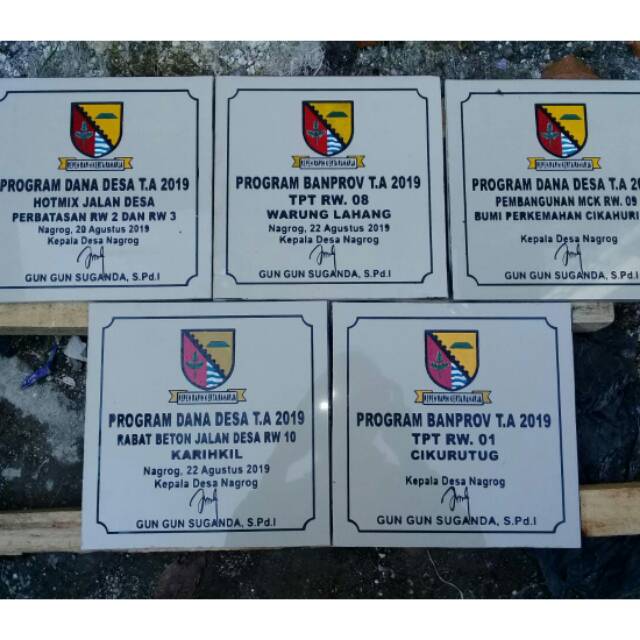 PROGRAM DANA DESA T.A 2019
HOTMIX JALAN DESA
PERBATASAN RW 2 DAN RW 3
Nagrog, 20 Agustus 2019
Kepala Desa Nagrog
GUN GUN SUGANDA, S.Pd.I
PROGRAM BANPROV T.A 2019
TPT RW. 08
WARUNG LAHANG
Nagrog, 22 Agustus 2019
Kepala Desa Nagrog
GUN GUN SUGANDA, S.Pd.I
PROGRAM DANA DESA T.A 20
PEMBANGUNAN MCK RW. 09
BUMI PERKEMAHAN CIKAHURI
Kepala Desa Nagrog
GUN GUN SUGANDA, S.Pd.I
PROGRAM DANA DESA T.A 2019
RABAT BETON JALAN DESA RW 10
KARIHKIL
Nagrog, 22 Agustus 2019
Kepala Desa Nagrog
GUN GUN SUGANDA, S.Pd.I
PROGRAM BANPROV T.A 2019
TPT RW. 01
CIKURUTUG
Kepala Desa Nagrog
GUN GUN SUGANDA, S.Pd.I